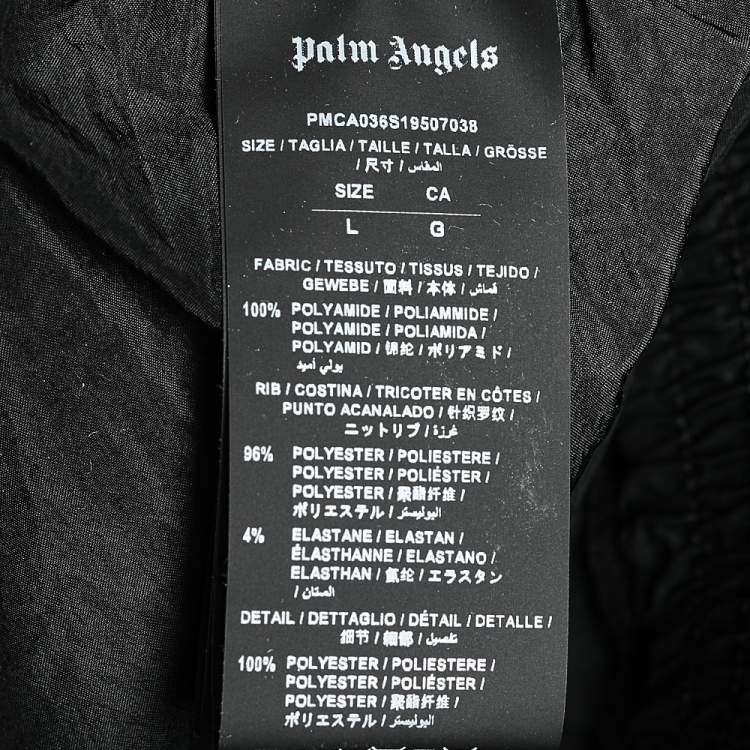 Palm Angels
PMCA036S19507038
SIZE / TAGLIA / TAILLE / TALLA / GRÖSSE
/ 尺寸 / المقاس /
SIZE CA
L G
FABRIC / TESSUTO / TISSUS / TEJIDO /
GEWEBE / 面料 / 本体 / قماش /
100% POLYAMIDE / POLIAMMIDE /
POLYAMIDE / POLIAMIDA /
POLYAMID / 锦纶 / ポリアミド /
بولي أميد
RIB / COSTINA / TRICOTER EN CÔTES /
PUNTO ACANALADO / 针织罗纹 /
ニットリブ / غرزة /
96% POLYESTER / POLIESTERE /
POLYESTER / POLIÉSTER /
POLYESTER / 聚酯纤维 /
ポリエステル / البوليستر /
4% ELASTANE / ELASTAN /
ÉLASTHANNE / ELASTANO /
ELASTHAN / 氨纶 / エラスタン
/ الستان /
DETAIL / DETTAGLIO / DÉTAIL / DETALLE /
细节 / 細部 / تفصيل /
100% POLYESTER / POLIESTERE /
POLYESTER / POLIÉSTER /
POLYESTER / 聚酯纤维 /
ポリエステル / البوليستر /